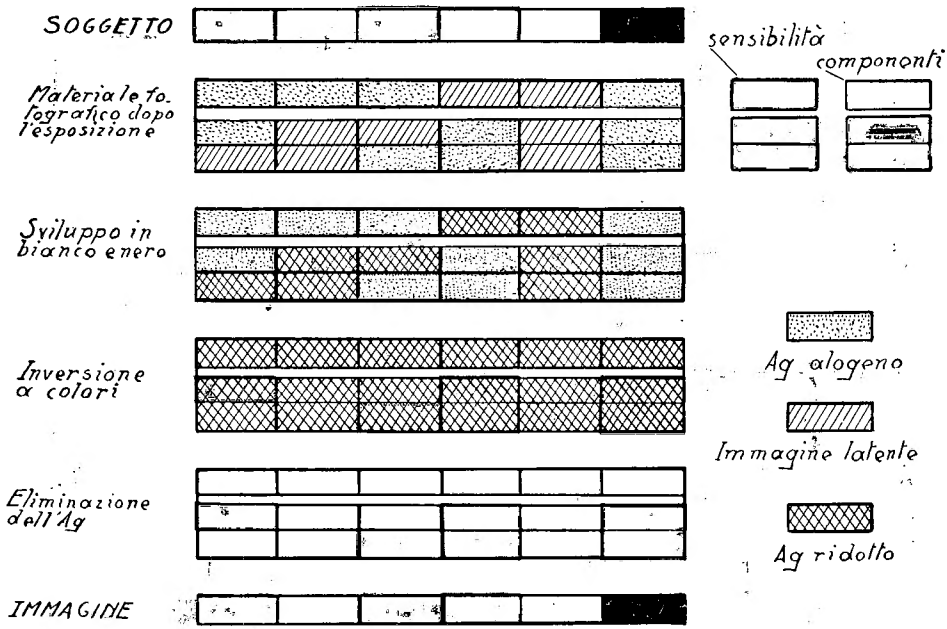 SOGGETTO
sensibilità
componenti
Materiale fo-
tografico dopo
l'esposizione
Sviluppo in
bianco enero
Inversione
a colori
Eliminazione
dell'Ag
IMMAGINE
Ag alogeno
Immagine latente
Ag ridotto